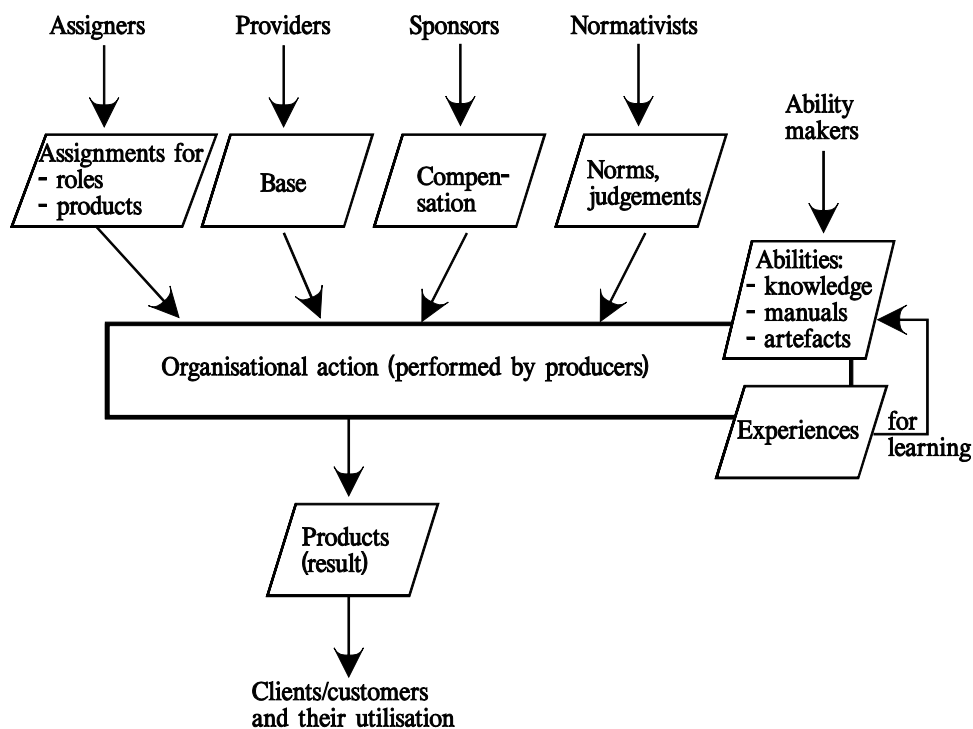 Assigners
Providers
Sponsors
Normativists
Ability
makers
Assignments for
- roles
- products
Base
Compen-
sation
Norms,
judgements
Abilities:
- knowledge
- manuals
- artefacts
Organisational action (performed by producers)
Experiences
for
learning
Products
(result)
Clients/customers
and their utilisation